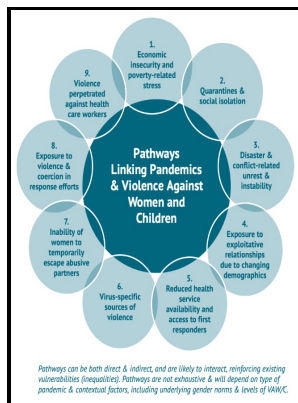 1.
Economic
insecurity and
poverty-related
stress
2.
Quarantines &
social isolation
3.
Disaster &
conflict-related
unrest &
instability
4.
Exposure to
exploitative
relationships
due to changing
demographics
5.
Reduced health
service
availability and
access to first
responders
6.
Virus-specific
sources of
violence
7.
Inability of
women to
temporarily
escape abusive
partners
8.
Exposure to
violence &
coercion in
response efforts
9.
Violence
perpetrated
against health
care workers
Pathways
Linking Pandemics
& Violence Against
Women and
Children
Pathways can be both direct & indirect, and are likely to interact, reinforcing existing
vulnerabilities (inequalities). Pathways are not exhaustive & will depend on type of
pandemic & contextual factors, including underlying gender norms & levels of VAW/C.